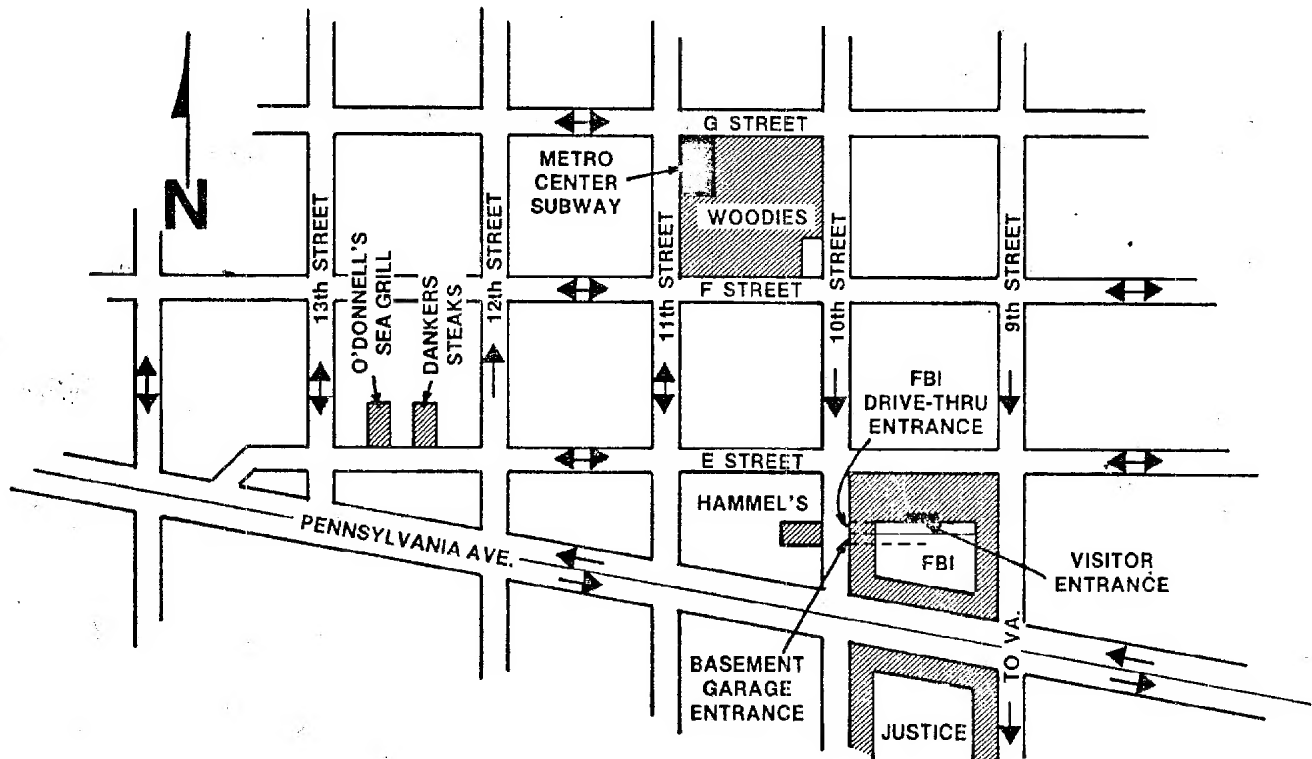 G STREET
METRO
CENTER
SUBWAY
WOODIES
N
13th STREET
O'DONNELL'S
SEA GRILL
DANKERS
STEAKS
12th STREET
11th STREET
F STREET
10th STREET
9th STREET
FBI
DRIVE-THRU
ENTRANCE
E STREET
HAMMEL'S
PENNSYLVANIA AVE.
FBI
VISITOR
ENTRANCE
BASEMENT
GARAGE
ENTRANCE
TO VA.
JUSTICE